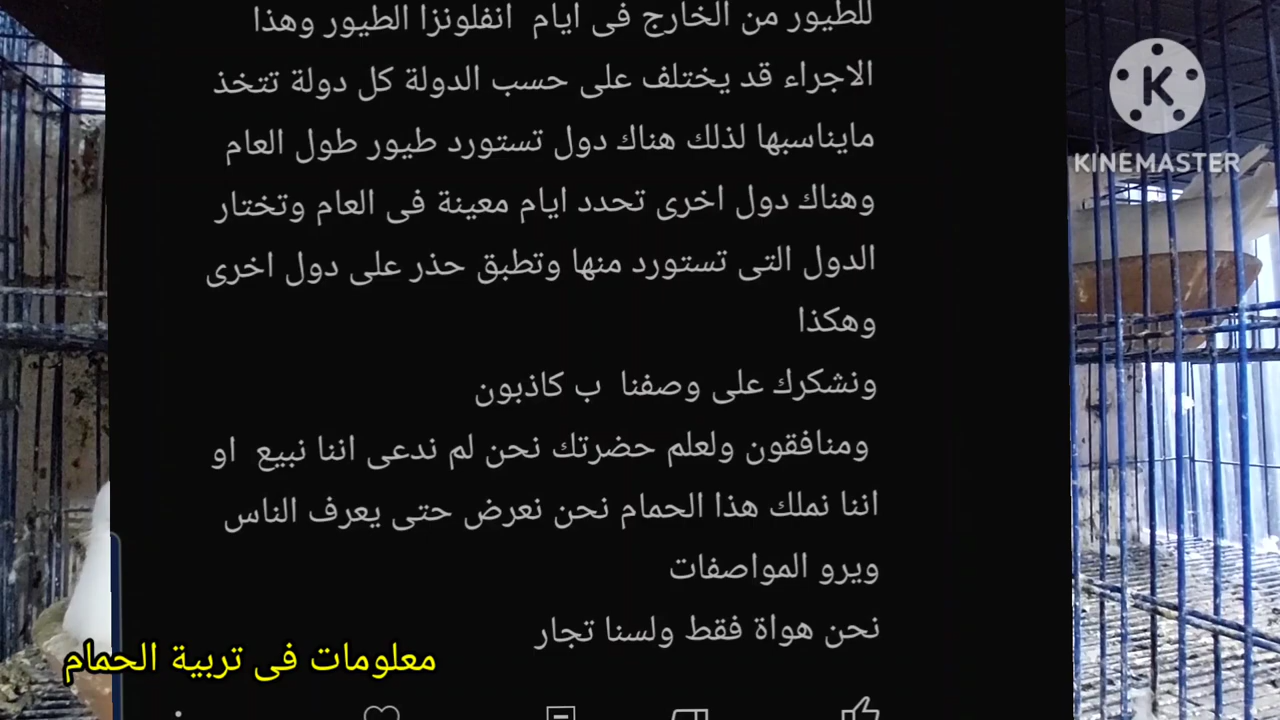 للطيور من الخارج فى ايام انفلونزا الطيور وهذا
الاجراء قد يختلف على حسب الدولة كل دولة تتخذ
مايناسبها لذلك هناك دول تستورد طيور طول العام
وهناك دول اخرى تحدد ايام معينة فى العام وتختار
الدول التى تستورد منها وتطبق حذر على دول اخرى
وهكذا
ونشكرك على وصفنا ب كاذبون
ومنافقون ولعلم حضرتك نحن لم ندعى اننا نبيع او
اننا نملك هذا الحمام نحن نعرض حتى يعرف الناس
ويرو المواصفات
نحن هواة فقط ولسنا تجار
معلومات فى تربية الحمام
K
KINEMASTER